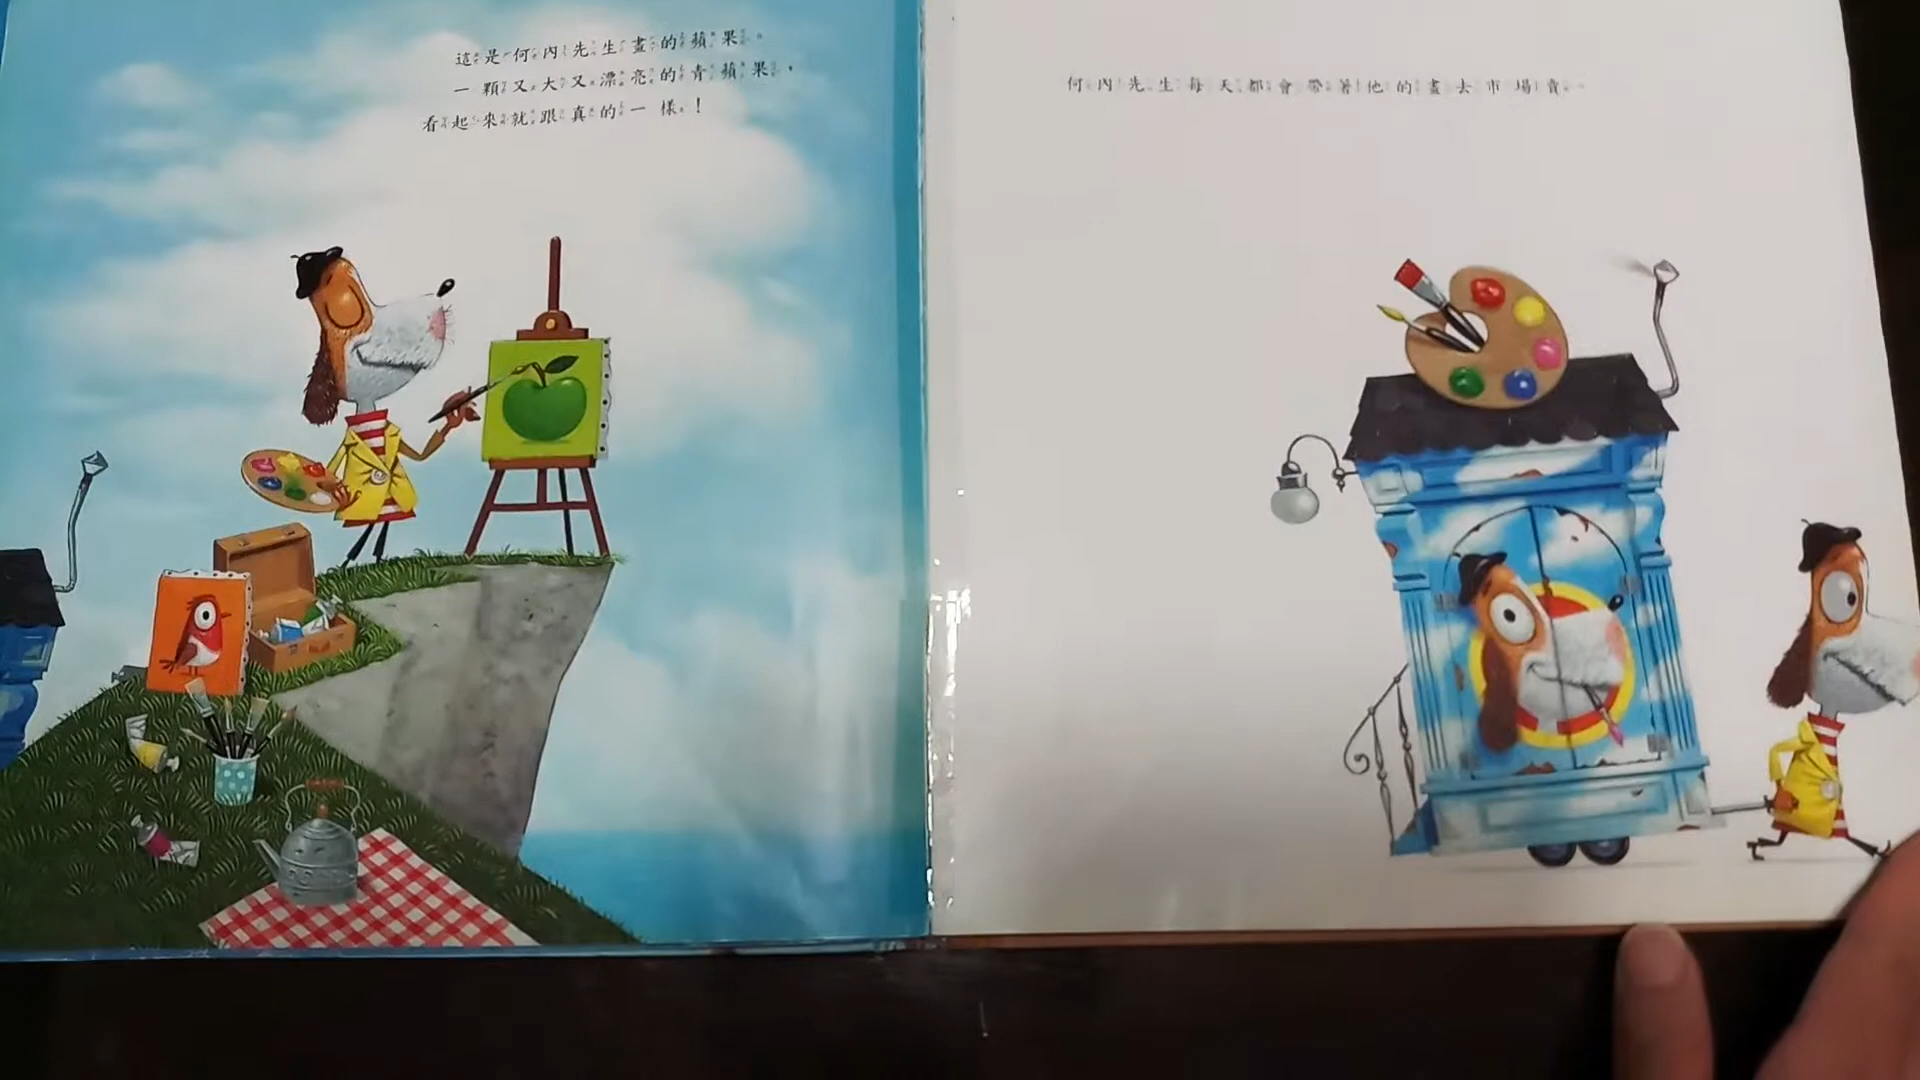 這是何內先生畫的蘋果。
一顆又大又漂亮的青蘋果，
看起來就跟真的一樣！
何內先生每天都會帶著他的畫去市場賣。